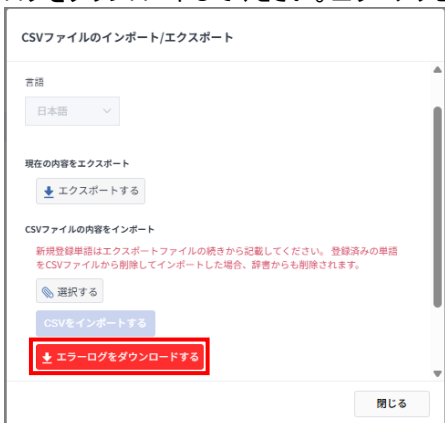 CSVファイルのインポート/エクスポート
言語
日本語
現在の内容をエクスポート
エクスポートする
CSVファイルの内容をインポート
新規登録単語はエクスポートファイルの続きから記載してください。 登録済みの単語
をCSVファイルから削除してインポートした場合、辞書からも削除されます。
選択する
CSVをインポートする
エラーログをダウンロードする
閉じる